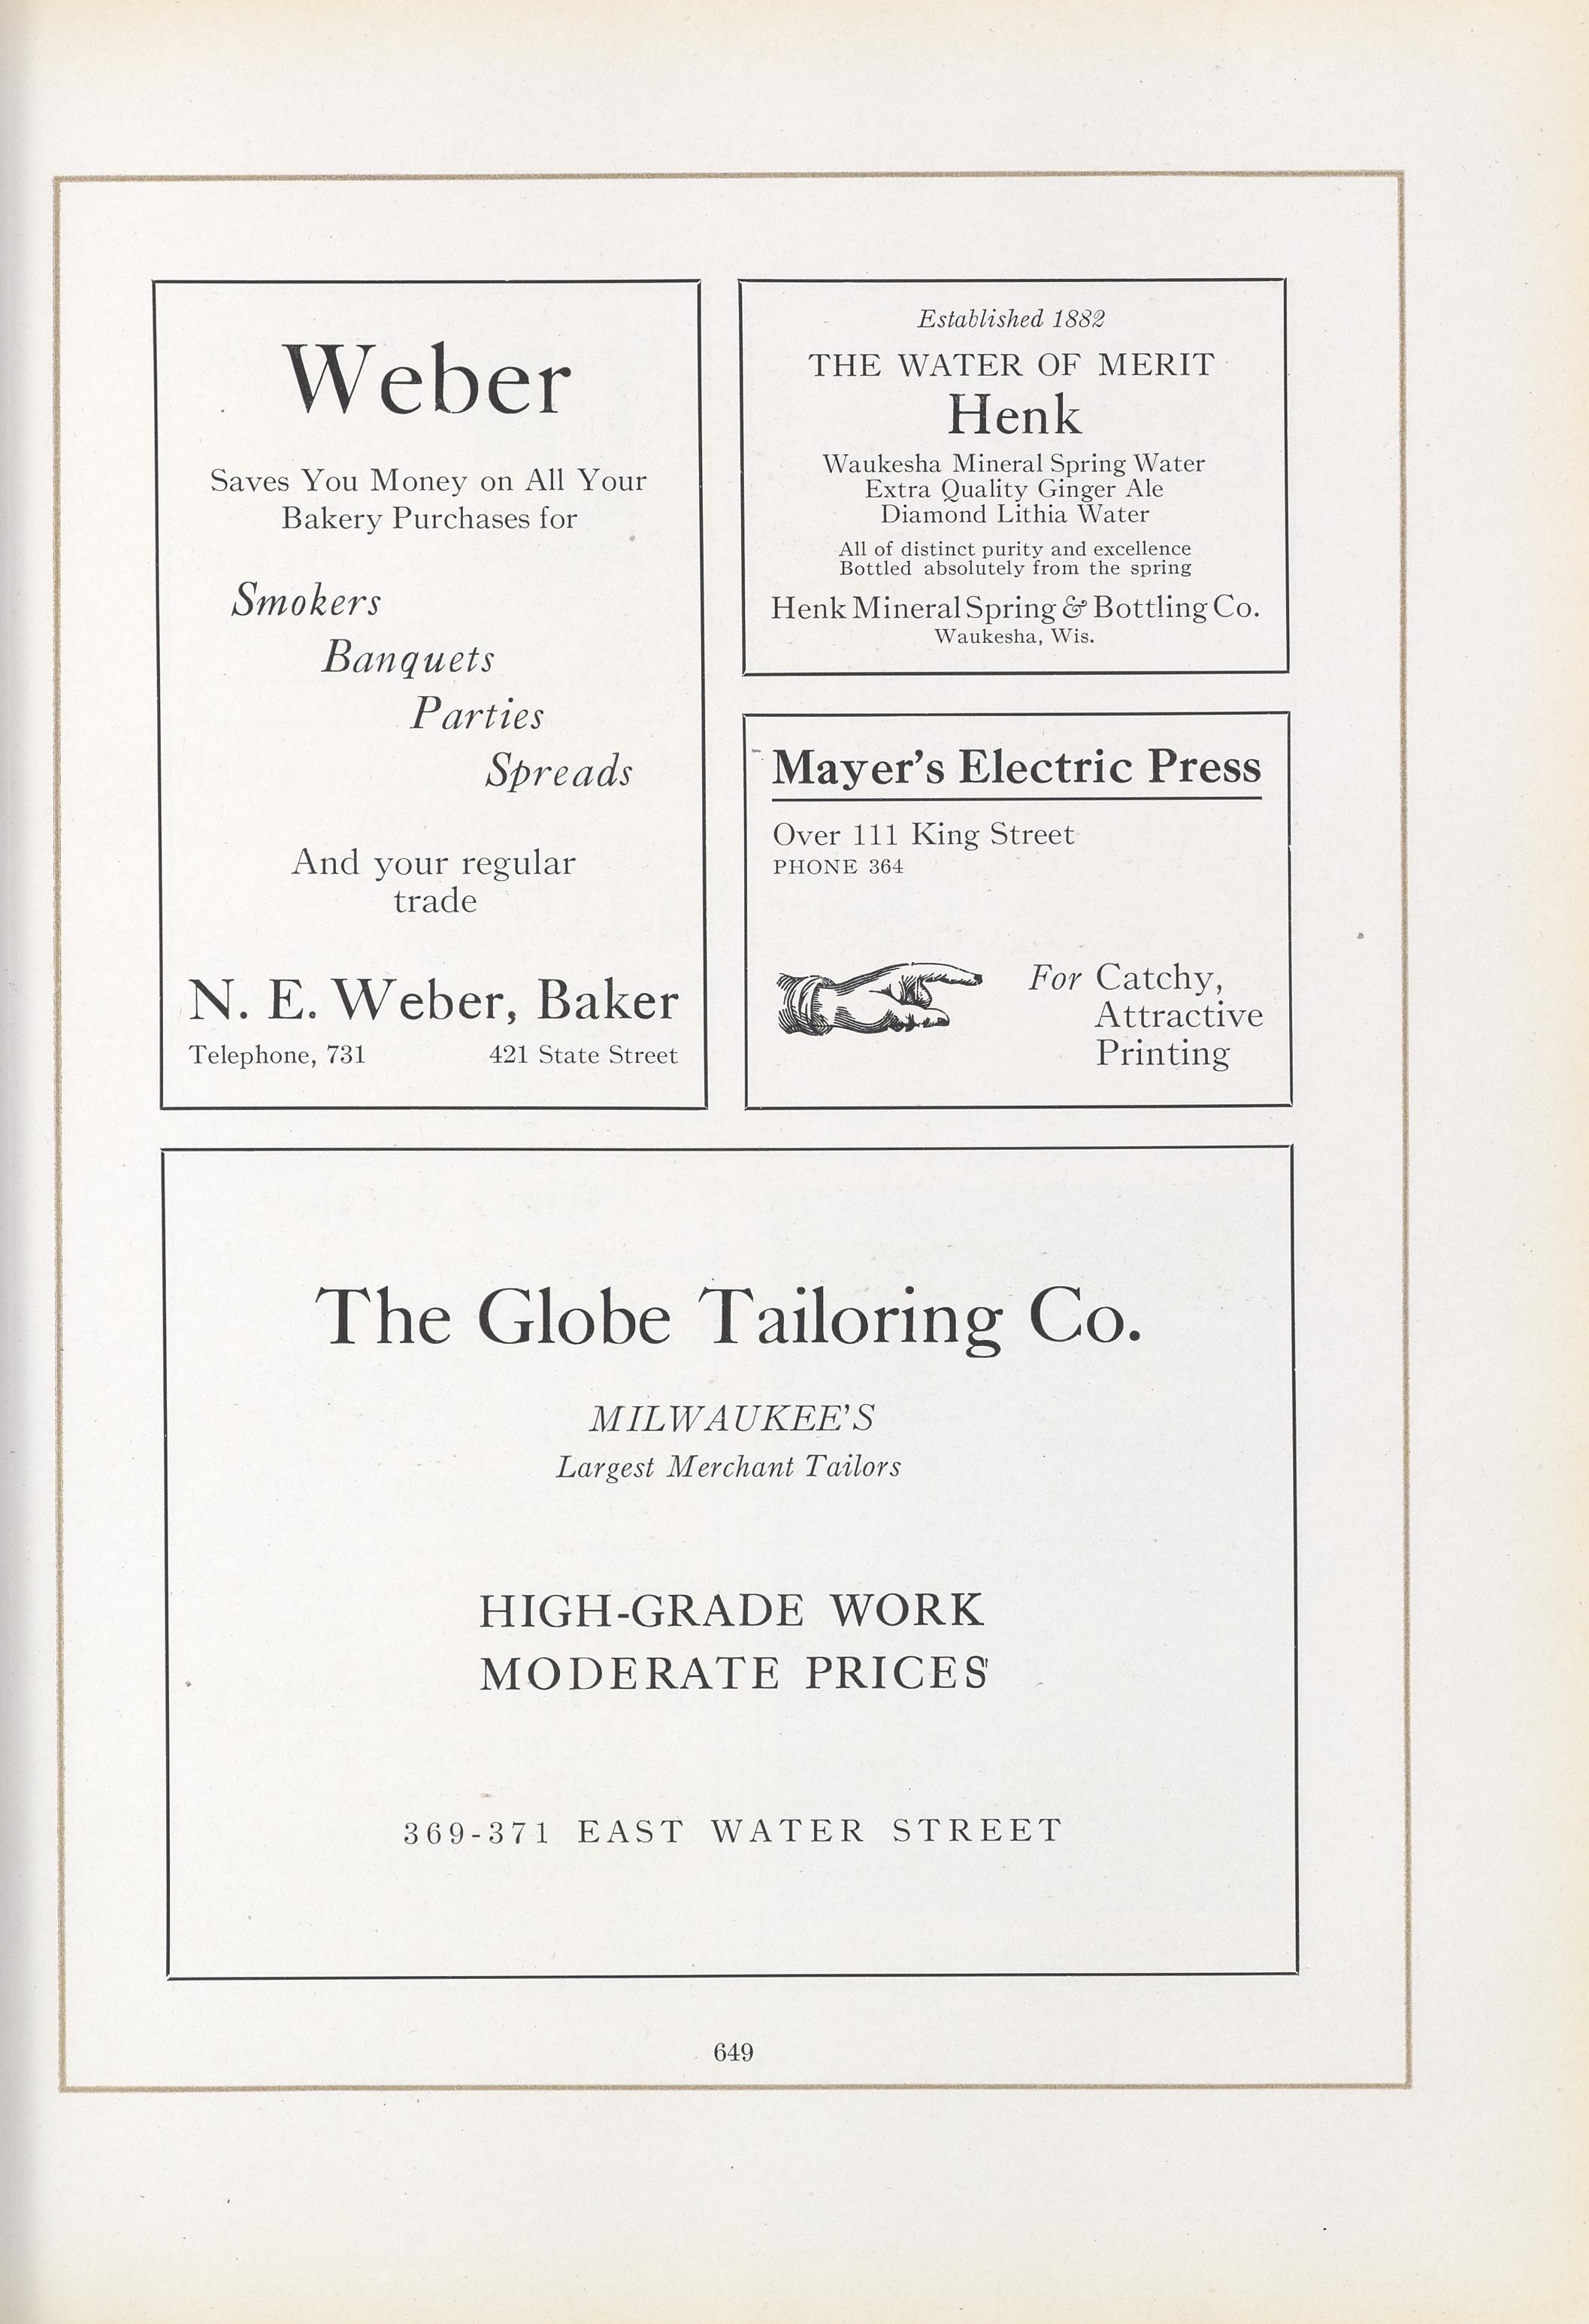 Weber
Saves You Money on All Your
Bakery Purchases for
Smokers
Banquets
Parties
Spreads
And your regular
trade
N. E. Weber, Baker
Telephone, 731 421 State Street
Established 1882
THE WATER OF MERIT
Henk
Waukesha Mineral Spring Water
Extra Quality Ginger Ale
Diamond Lithia Water
All of distinct purity and excellence
Bottled absolutely from the spring
Henk Mineral Spring & Bottling Co.
Waukesha, Wis.
Mayer's Electric Press
Over 111 King Street
PHONE 364
For Catchy,
Attractive
Printing
The Globe Tailoring Co.
MILWAUKEE'S
Largest Merchant Tailors
HIGH-GRADE WORK
MODERATE PRICES
369-371 EAST WATER STREET
649